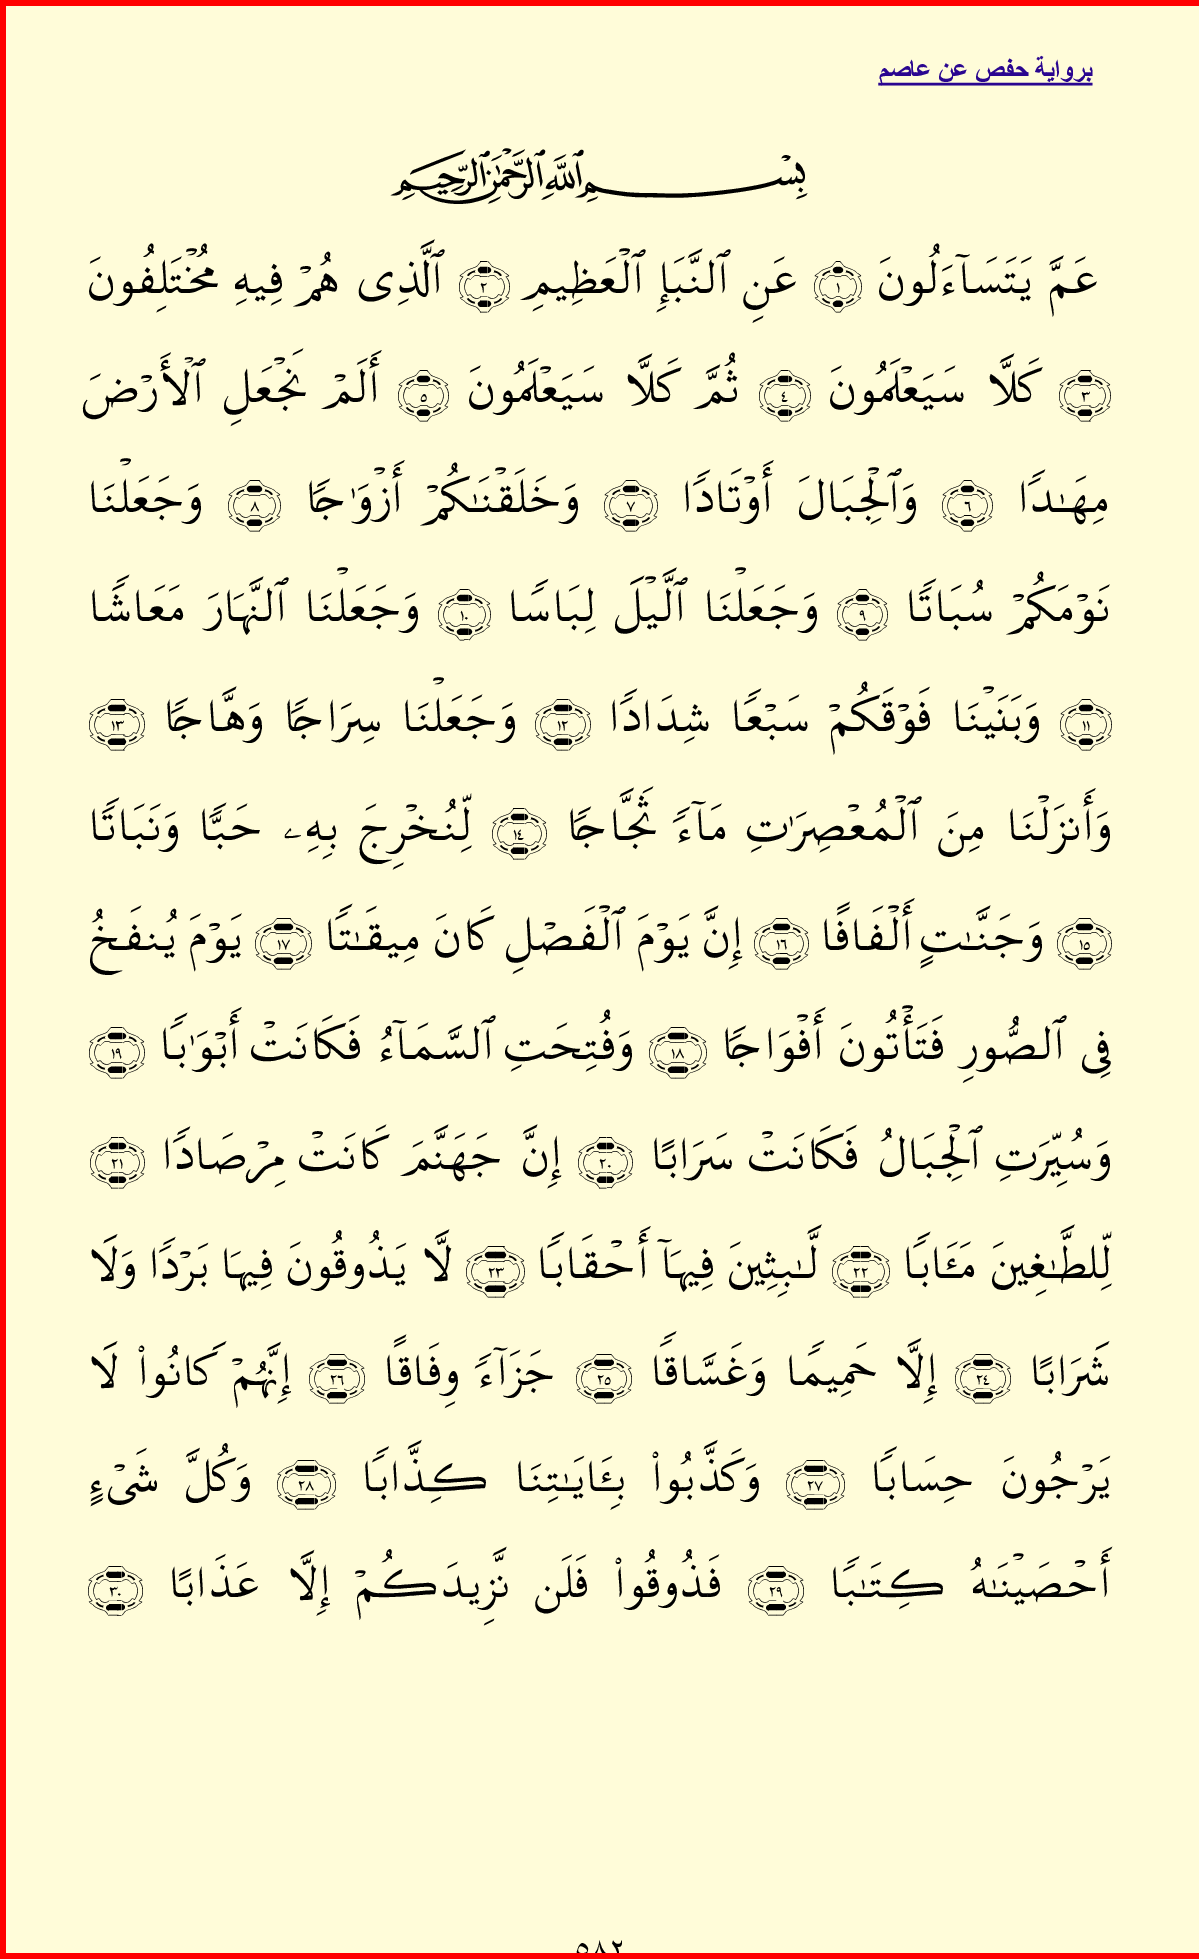 برواية حفص عن عاصم
بِسْمِ ٱللَّهِ ٱلرَّحْمَٰنِ ٱلرَّحِيمِ
عَمَّ يَتَسَآءَلُونَ ١ عَنِ ٱلنَّبَإِ ٱلْعَظِيمِ ٢ ٱلَّذِى هُمْ فِيهِ مُخْتَلِفُونَ
٣ كَلَّا سَيَعْلَمُونَ ٤ ثُمَّ كَلَّا سَيَعْلَمُونَ ٥ أَلَمْ نَجْعَلِ ٱلْأَرْضَ
مِهَـٰدًا ٦ وَٱلْجِبَالَ أَوْتَادًا ٧ وَخَلَقْنَـٰكُمْ أَزْوَٰجًا ٨ وَجَعَلْنَا
نَوْمَكُمْ سُبَاتًا ٩ وَجَعَلْنَا ٱلَّيْلَ لِبَاسًا ١٠ وَجَعَلْنَا ٱلنَّهَارَ مَعَاشًا
١١ وَبَنَيْنَا فَوْقَكُمْ سَبْعًا شِدَادًا ١٢ وَجَعَلْنَا سِرَاجًا وَهَّاجًا ١٣
وَأَنزَلْنَا مِنَ ٱلْمُعْصِرَٰتِ مَآءً ثَجَّاجًا ١٤ لِّنُخْرِجَ بِهِۦ حَبًّا وَنَبَاتًا
١٥ وَجَنَّـٰتٍ أَلْفَافًا ١٦ إِنَّ يَوْمَ ٱلْفَصْلِ كَانَ مِيقَـٰتًا ١٧ يَوْمَ يُنفَخُ
فِى ٱلصُّورِ فَتَأْتُونَ أَفْوَاجًا ١٨ وَفُتِحَتِ ٱلسَّمَآءُ فَكَانَتْ أَبْوَٰبًا ١٩
وَسُيِّرَتِ ٱلْجِبَالُ فَكَانَتْ سَرَابًا ٢٠ إِنَّ جَهَنَّمَ كَانَتْ مِرْصَادًا ٢١
لِّلطَّـٰغِينَ مَـَٔابًا ٢٢ لَّـٰبِثِينَ فِيهَآ أَحْقَابًا ٢٣ لَّا يَذُوقُونَ فِيهَا بَرْدًا وَلَا
شَرَابًا ٢٤ إِلَّا حَمِيمًا وَغَسَّاقًا ٢٥ جَزَآءً وِفَاقًا ٢٦ إِنَّهُمْ كَانُوا۟ لَا
يَرْجُونَ حِسَابًا ٢٧ وَكَذَّبُوا۟ بِـَٔايَـٰتِنَا كِذَّابًا ٢٨ وَكُلَّ شَىْءٍ
أَحْصَيْنَـٰهُ كِتَـٰبًا ٢٩ فَذُوقُوا۟ فَلَن نَّزِيدَكُمْ إِلَّا عَذَابًا ٣٠
٥٨٢